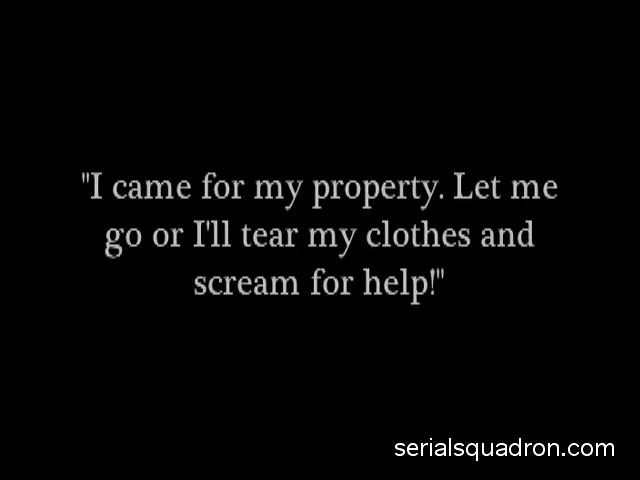 "I came for my property. Let me
go or I'll tear my clothes and
scream for help!"
serialsquadron.com